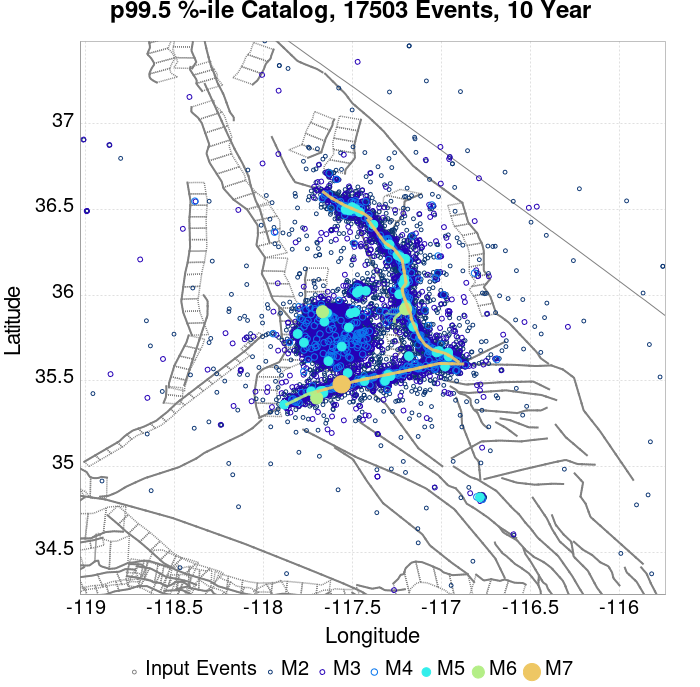 p99.5 %-ile Catalog, 17503 Events, 10 Year
37
36.5
36
35.5
35
34.5
Latitude
-119
-118.5
-118
-117.5
-117
-116.5
-116
Longitude
Input Events
M2
M3
M4
M5
M6
M7